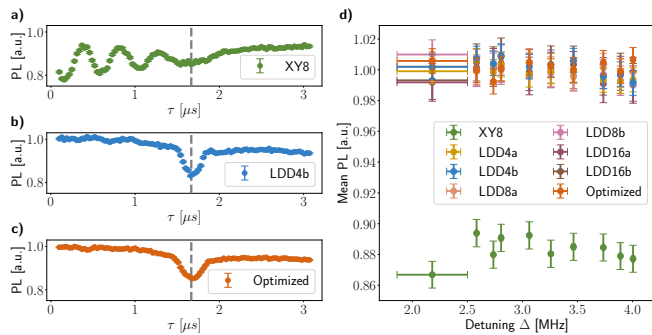 a)
PL [a.u.]
1.0
0.8
XY8
0
1
2
3
τ [μs]
b)
PL [a.u.]
1.0
0.8
LDD4b
0
1
2
3
τ [μs]
c)
PL [a.u.]
1.0
0.8
Optimized
0
1
2
3
τ [μs]
d)
Mean PL [a.u.]
1.02
1.00
0.98
0.96
0.94
0.92
0.90
0.88
0.86
XY8
LDD4a
LDD4b
LDD8a
LDD8b
LDD16a
LDD16b
Optimized
2.0
2.5
3.0
3.5
4.0
Detuning Δ [MHz]